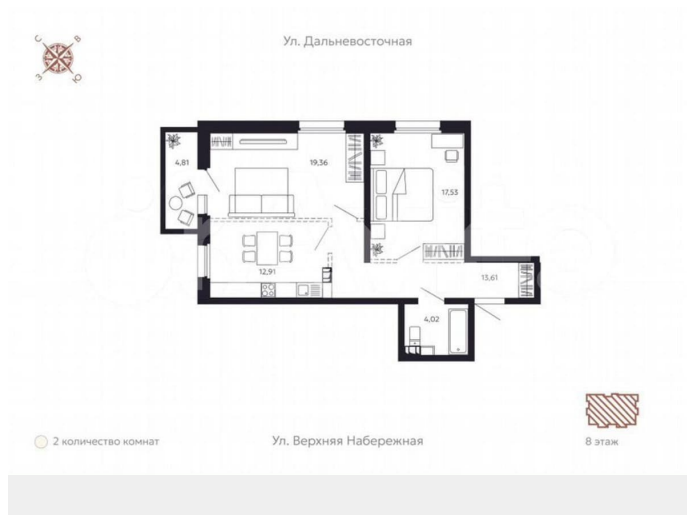 С В
З Ю
Ул. Дальневосточная
4,81
19,36
17,53
12,91
13,61
4,02
2 количество комнат
Ул. Верхняя Набережная
8 этаж